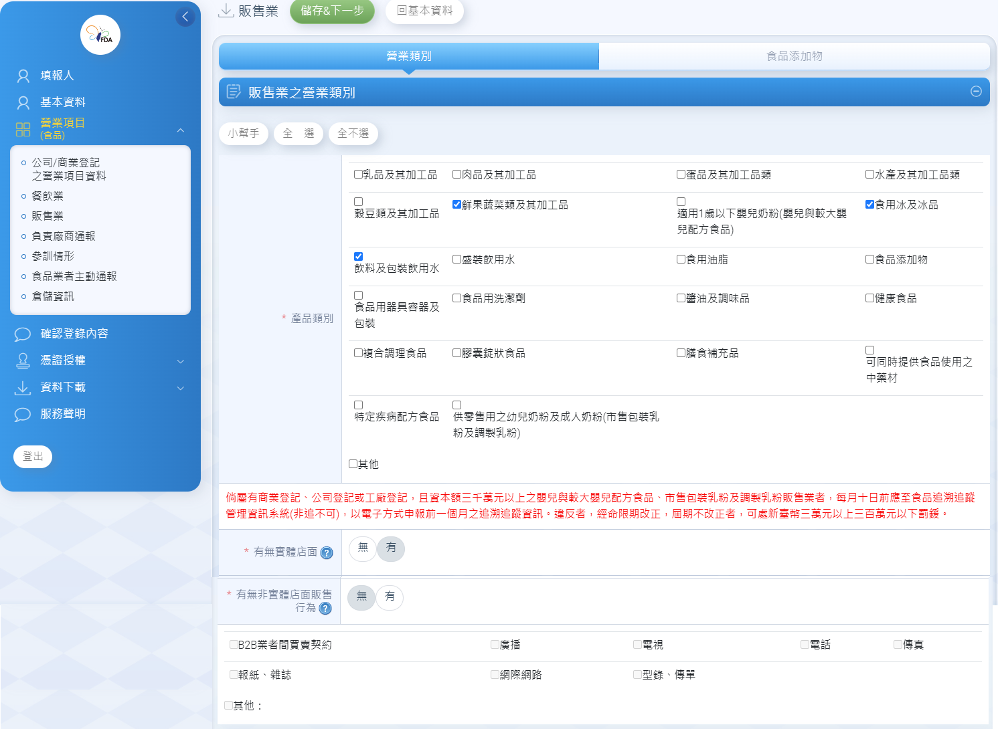 販售業
儲存&下一步
回基本資料
FDA
填報人
基本資料
營業項目
(食品)
公司/商業登記
之營業項目資料
餐飲業
販售業
負責廠商通報
參訓情形
食品業者主動通報
倉儲資訊
確認登錄內容
憑證授權
資料下載
服務聲明
登出
營業類別
食品添加物
販售業之營業類別
小幫手
全 選
全不選
* 產品類別
乳品及其加工品
肉品及其加工品
蛋品及其加工品類
水產及其加工品類
穀豆類及其加工品
鮮果蔬菜類及其加工品
適用1歲以下嬰兒奶粉(嬰兒與較大嬰
兒配方食品)
食用冰及冰品
飲料及包裝飲用水
盛裝飲用水
食用油脂
食品添加物
食品用器具容器及
包裝
食品用洗潔劑
醬油及調味品
健康食品
複合調理食品
膠囊錠狀食品
膳食補充品
可同時提供食品使用之
中藥材
特定疾病配方食品
供零售用之幼兒奶粉及成人奶粉(市售包裝乳
粉及調製乳粉)
其他
倘屬有商業登記、公司登記或工廠登記，且資本額三千萬元以上之嬰兒與較大嬰兒配方食品、市售包裝乳粉及調製乳粉販售業者，每月十日前應至食品追溯追蹤
管理資訊系統(非追不可)，以電子方式申報前一個月之追溯追蹤資訊。違反者，經命限期改正，屆期不改正者，可處新臺幣三萬元以上三百萬元以下罰鍰。
* 有無實體店面 ?
無
有
* 有無非實體店面販售
行為 ?
無
有
B2B業者間買賣契約
廣播
電視
電話
傳真
報紙、雜誌
網際網路
型錄、傳單
其他：